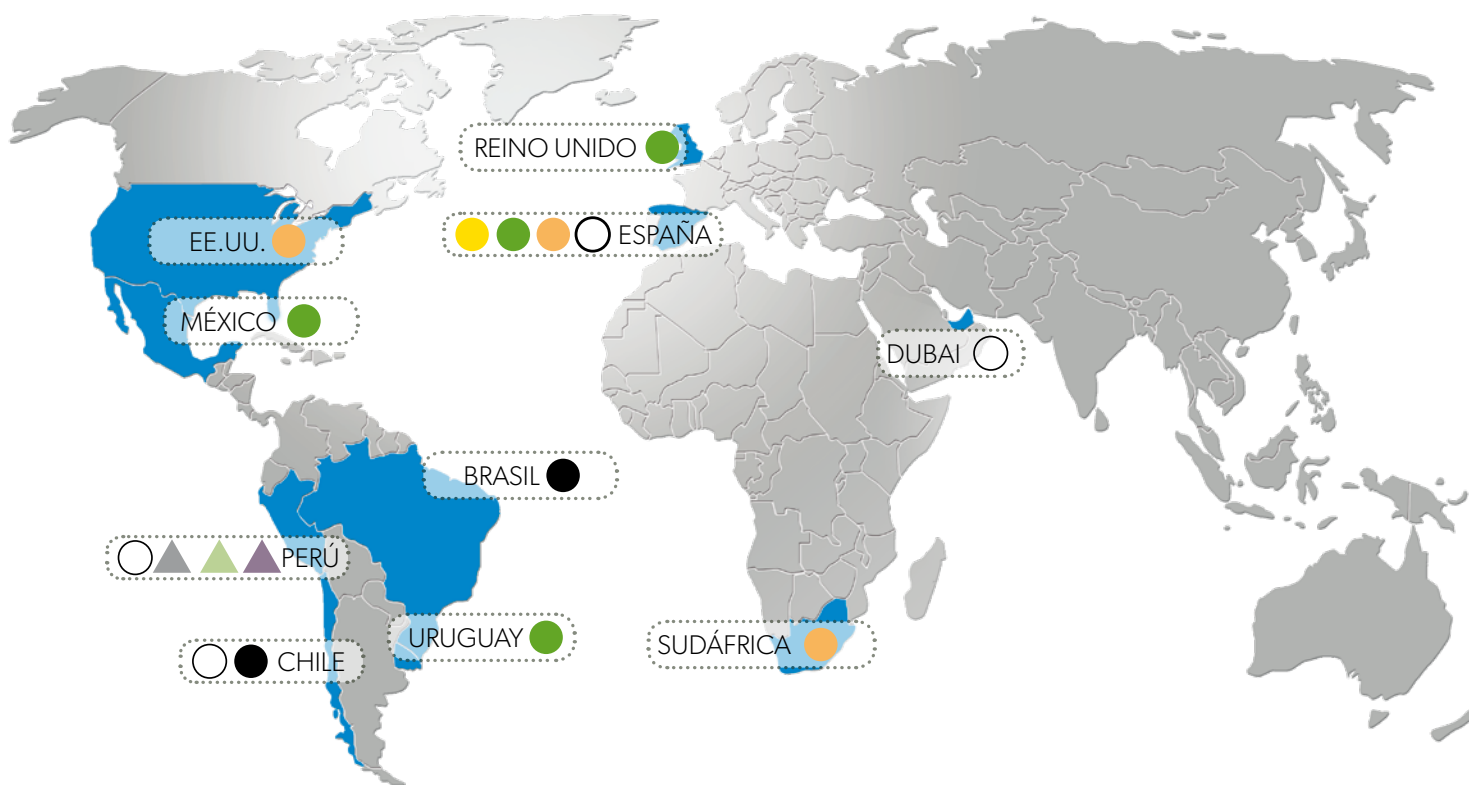 REINO UNIDO
EE.UU.
ESPAÑA
MÉXICO
DUBAI
BRASIL
PERÚ
URUGUAY
SUDÁFRICA
CHILE